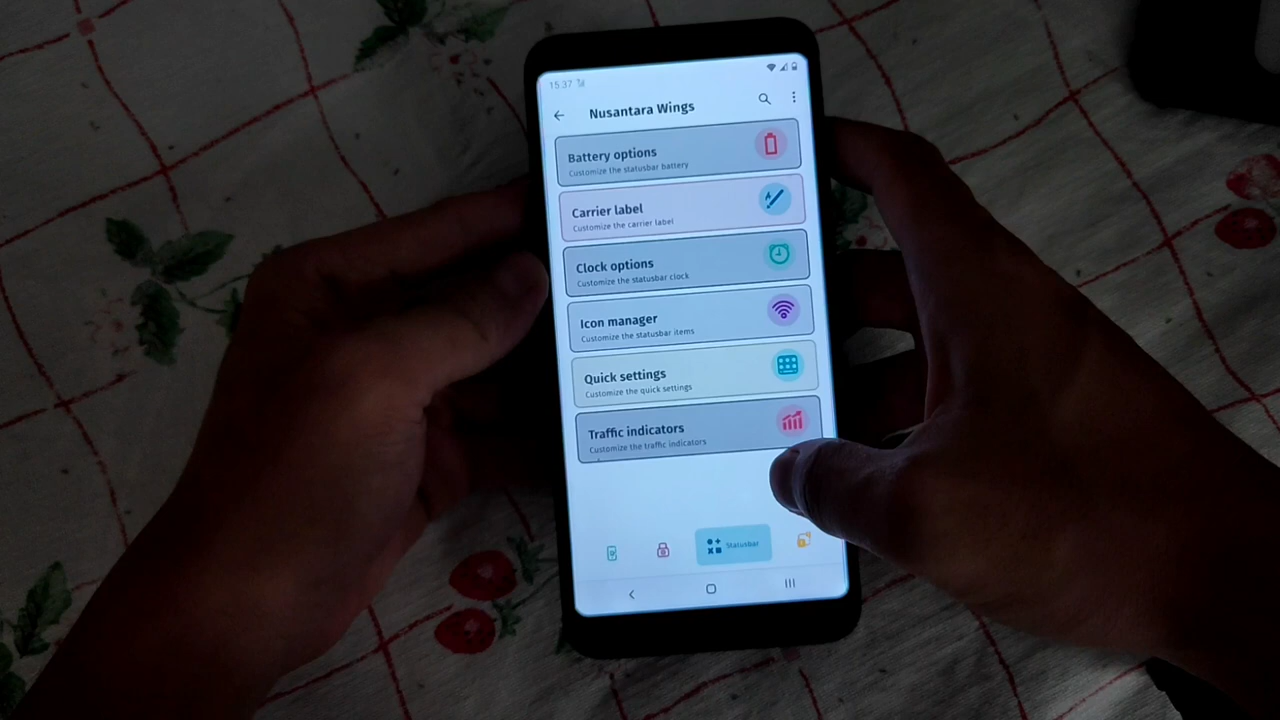 15.37
Nusantara Wings
Battery options
Customize the statusbar battery
Carrier label
Customize the carrier label
Clock options
Customize the statusbar clock
Icon manager
Customize the statusbar items
Quick settings
Customize the quick settings
Traffic indicators
Customize the traffic indicators
Statusbar